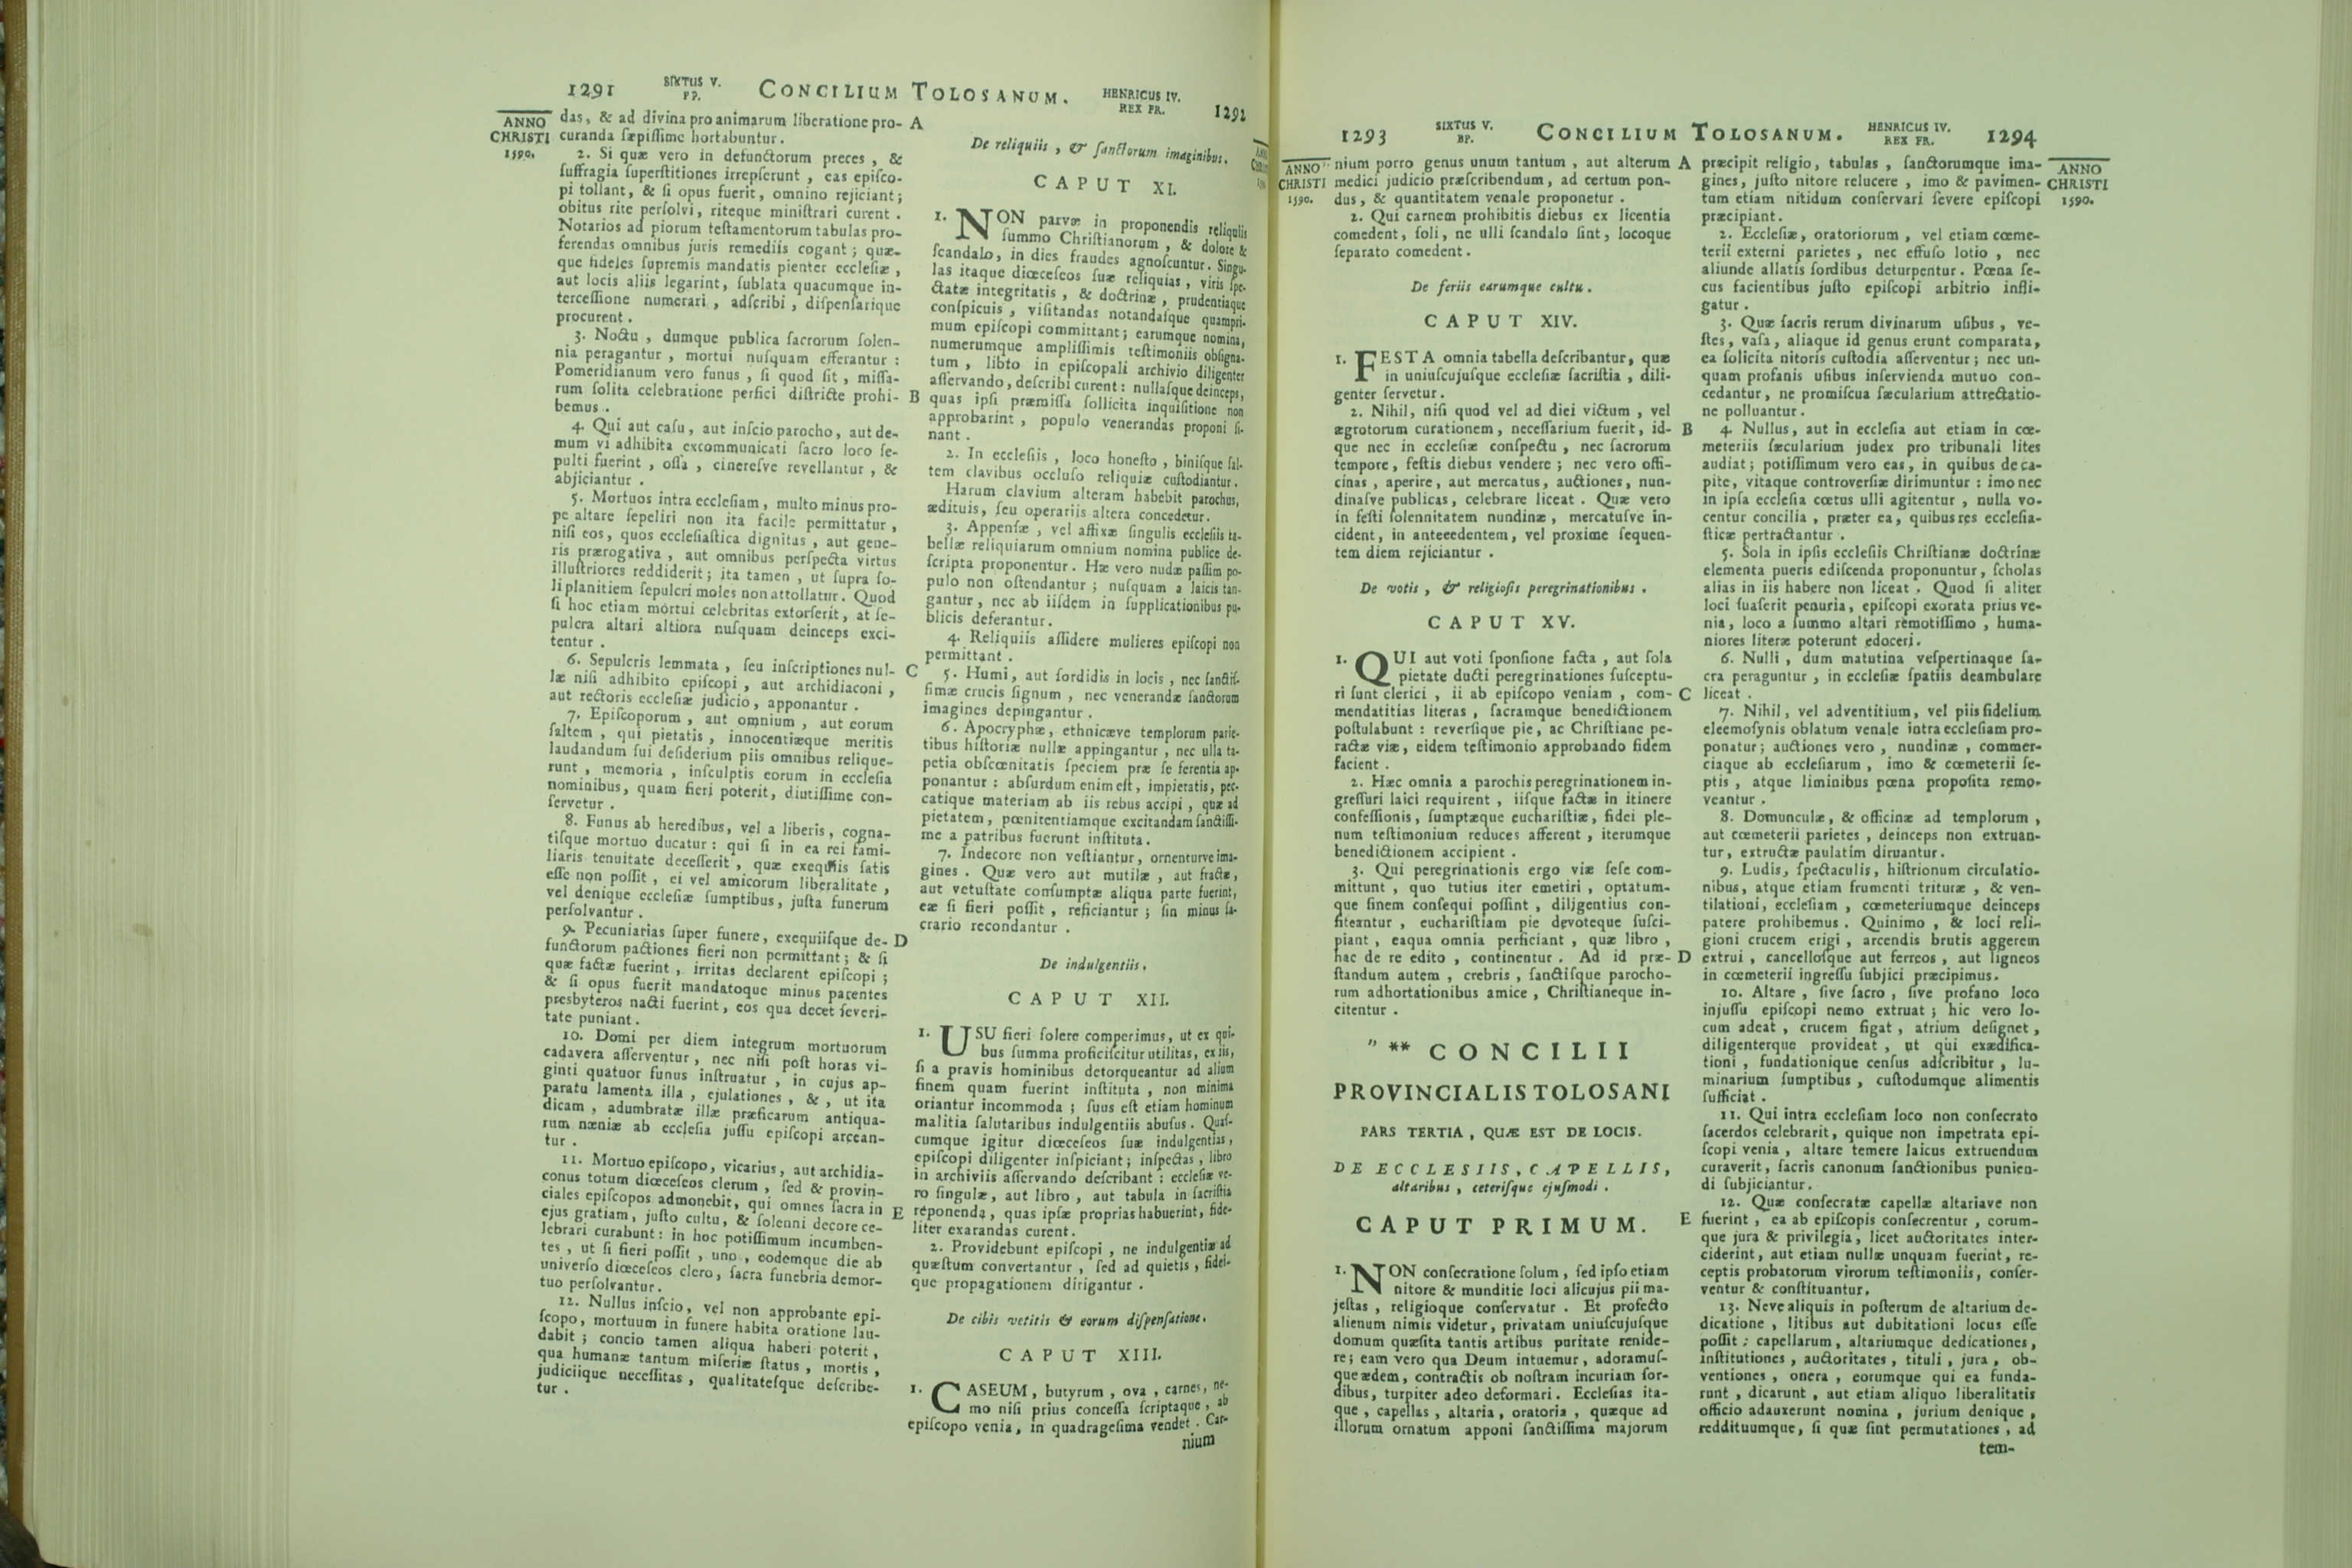 1291 SIXTUS V. PP. CONCILIUM TOLOSANUM. HENRICUS IV. REX FR. 1292
ANNO CHRISTI 1590.
das, & ad divina pro animarum liberatione pro- A
curanda ſæpiſſime hortabuntur.
2. Si quæ vero in defunctorum preces, &
ſuffragia ſuperſtitiones irrepſerunt, eas epiſco-
pi tollant, & ſi opus fuerit, omnino rejiciant;
obitus rite perſolvi, riteque miniſtrari curent.
Notarios ad piorum teſtamentorum tabulas pro-
ferendas omnibus juris remediis cogant; quæ-
que fideles ſupremis mandatis pienter eccleſiæ,
aut locis aliis legarint, ſublata quacumque in-
terceſſione numerari, adſcribi, diſpenſarique
procurent.
3. Noctu, dumque publica ſacrorum ſolen-
nia peragantur, mortui nuſquam efferantur:
Pomeridianum vero funus, ſi quod ſit, miſſa-
rum ſolita celebratione perfici diſtricte prohi- B
bemus.
4. Qui aut caſu, aut inſcio parocho, aut de-
mum vi adhibita excommunicati ſacro loco ſe-
pulti fuerint, oſſa, cinereſve revellantur, &
abjiciantur.
5. Mortuos intra eccleſiam, multo minus pro-
pe altare ſepeliri non ita facile permittatur,
niſi eos, quos eccleſiaſtica dignitas, aut gene-
ris prærogativa, aut omnibus perſpecta virtus
illuſtriores reddiderit; ita tamen, ut ſupra ſo-
li planitiem ſepulcri moles non attollatur. Quod
ſi hoc etiam mortui celebritas extorſerit, at ſe-
pulcra altari altiora nuſquam deinceps exci-
tentur.
6. Sepulcris lemmata, ſeu inſcriptiones nul- C
læ niſi adhibito epiſcopi, aut archidiaconi,
aut rectoris eccleſiæ judicio, apponantur.
7. Epiſcoporum, aut omnium, aut eorum
ſaltem, qui pietatis, innocentiæque meritis
laudandum ſui deſiderium piis omnibus relique-
runt, memoria, inſculptis eorum in eccleſia
nominibus, quam fieri poterit, diutiſſime con-
ſervetur.
8. Funus ab heredibus, vel a liberis, cogna-
tiſque mortuo ducatur: qui ſi in ea rei fami-
liaris tenuitate deceſſerit, quæ exequiis ſatis
eſſe non poſſit, ei vel amicorum liberalitate,
vel denique eccleſiæ ſumptibus, juſta funerum
perſolvantur.
9. Pecuniarias ſuper funere, exequiiſque de- D
functorum pactiones fieri non permittant; & ſi
quæ factæ fuerint, irritas declarent epiſcopi;
& ſi opus fuerit mandatoque minus parentes
presbyteros nacti fuerint, eos qua decet ſeveri-
tate puniant.
10. Domi per diem integrum mortuorum
cadavera aſſerventur, nec niſi poſt horas vi-
ginti quatuor funus inſtruatur, in cujus ap-
paratu lamenta illa, ejulationes, &, ut ita
dicam, adumbratæ illæ præficarum antiqua-
rum næniæ ab eccleſia juſſu epiſcopi arcean-
tur.
11. Mortuo epiſcopo, vicarius, aut archidia-
conus totum diœceſeos clerum, ſed & provin-
ciales epiſcopos admonebit, qui omnes ſacra in E
ejus gratiam, juſto cultu, & ſolenni decore ce-
lebrari curabunt: in hoc potiſſimum incumben-
tes, ut ſi fieri poſſit, uno, eodemque die ab
univerſo diœceſeos clero, ſacra funebria demor-
tuo perſolvantur.
12. Nullus inſcio, vel non approbante epi-
ſcopo, mortuum in funere habita oratione lau-
dabit; concio tamen aliqua haberi poterit,
qua humanæ tantum miſeriæ ſtatus, mortis,
judiciique neceſſitas, qualitateſque deſcribe-
tur.
De reliquiis, & ſanctorum imaginibus.
CAPUT XI.
1. NON parvæ in proponendis reliquiis
ſummo Chriſtianorum, & dolore &
ſcandalo, in dies fraudes agnoſcuntur. Singu-
las itaque diœceſeos ſuæ reliquias, viris ſpe-
ctatæ integritatis, & doctrinæ, prudentiaque
conſpicuis, viſitandas notandaſque quampri-
mum epiſcopi committant; earumque nomina,
numerumque ampliſſimis teſtimoniis obſigna-
tum, libto in epiſcopali archivio diligenter
aſſervando, deſcribi curent: nullaſque deinceps,
quas ipſi præmiſſa ſollicita inquiſitione non
approbarint, populo venerandas proponi ſi-
nant.
2. In eccleſiis, loco honeſto, biniſque ſal-
tem clavibus occluſo reliquiæ cuſtodiantur.
Harum clavium alteram habebit parochus,
ædituis, ſeu operariis altera concedetur.
3. Appenſæ, vel affixæ ſingulis eccleſiis ta-
bellæ reliquiarum omnium nomina publice de-
ſcripta proponentur. Hæ vero nudæ paſſim po-
pulo non oſtendantur; nuſquam a laicis tan-
gantur, nec ab iiſdem in ſupplicationibus pu-
blicis deferantur.
4. Reliquiis aſſidere mulieres epiſcopi non
permittant.
5. Humi, aut ſordidis in locis, nec ſanctiſ-
ſimæ crucis ſignum, nec venerandæ ſanctorum
imagines depingantur.
6. Apocryphæ, ethnicæve templorum parie-
tibus hiſtoriæ nullæ appingantur, nec ulla ta-
petia obſcœnitatis ſpeciem præ ſe ferentia ap-
ponantur: abſurdum enim eſt, impietatis, pec-
catique materiam ab iis rebus accipi, quæ ad
pietatem, pœnitentiamque excitandam ſanctiſſi-
me a patribus fuerunt inſtituta.
7. Indecore non veſtiantur, ornenturve ima-
gines. Quæ vero aut mutilæ, aut fractæ,
aut vetuſtate conſumptæ aliqua parte fuerint,
eæ ſi fieri poſſit, reficiantur; ſin minus ſa-
crario recondantur.
De indulgentiis.
CAPUT XII.
1. USU fieri ſolere comperimus, ut ex qui-
bus ſumma proficiſcitur utilitas, ex iis,
ſi a pravis hominibus detorqueantur ad alium
finem quam fuerint inſtituta, non minima
oriantur incommoda; ſuus eſt etiam hominum
malitia ſalutaribus indulgentiis abuſus. Quaſ-
cumque igitur diœceſeos ſuæ indulgentias,
epiſcopi diligenter inſpiciant; inſpectas, libro
in archiviis aſſervando deſcribant: eccleſiæ ve-
ro ſingulæ, aut libro, aut tabula in ſacriſtia
reponenda, quas ipſæ proprias habuerint, fide-
liter exarandas curent.
2. Providebunt epiſcopi, ne indulgentiæ ad
quæſtum convertantur, ſed ad quietis, fidei-
que propagationem dirigantur.
De cibis vetitis & eorum diſpenſatione.
CAPUT XIII.
1. CASEUM, butyrum, ova, carnes, ne-
mo niſi prius conceſſa ſcriptaque, ab
epiſcopo venia, in quadrageſima vendet. Car-
nium
1293 SIXTUS V. BP. CONCILIUM TOLOSANUM. HENRICUS IV. REX FR. 1294
ANNO CHRISTI 1590.
nium porro genus unum tantum, aut alterum A
medici judicio præſcribendum, ad certum pon-
dus, & quantitatem venale proponetur.
2. Qui carnem prohibitis diebus ex licentia
comedent, ſoli, ne ulli ſcandalo ſint, locoque
ſeparato comedent.
De feriis earumque cultu.
CAPUT XIV.
1. FESTA omnia tabella deſcribantur, quæ
in uniuſcujuſque eccleſiæ ſacriſtia, dili-
genter ſervetur.
2. Nihil, niſi quod vel ad diei victum, vel
ægrotorum curationem, neceſſarium fuerit, id- B
que nec in eccleſiæ conſpectu, nec ſacrorum
tempore, feſtis diebus vendere; nec vero offi-
cinas, aperire, aut mercatus, auctiones, nun-
dinaſve publicas, celebrare liceat. Quæ vero
in feſti ſolennitatem nundinæ, mercatuſve in-
cident, in anteeedentem, vel proxime ſequen-
tem diem rejiciantur.
De votis, & religioſis peregrinationibus.
CAPUT XV.
1. QUI aut voti ſponſione facta, aut ſola
pietate ducti peregrinationes ſuſceptu-
ri ſunt clerici, ii ab epiſcopo veniam, com- C
mendatitias literas, ſacramque benedictionem
poſtulabunt: reverſique pie, ac Chriſtiane pe-
ractæ viæ, eidem teſtimonio approbando fidem
facient.
2. Hæc omnia a parochis peregrinationem in-
greſſuri laici requirent, iiſque factæ in itinere
confeſſionis, ſumptæque euchariſtiæ, fidei ple-
num teſtimonium reduces afferent, iterumque
benedictionem accipient.
3. Qui peregrinationis ergo viæ ſeſe com-
mittunt, quo tutius iter emetiri, optatum-
que finem conſequi poſſint, diligentius con-
fiteantur, euchariſtiam pie devoteque ſuſci-
piant, eaqua omnia perficiant, quæ libro,
hac de re edito, continentur. Ad id præ- D
ſtandum autem, crebris, ſanctiſque parocho-
rum adhortationibus amice, Chriſtianeque in-
citentur.
" ** CONCILII
PROVINCIALIS TOLOSANI
PARS TERTIA, QUÆ EST DE LOCIS.
DE ECCLESIIS, CAPELLIS,
altaribus, ceteriſque ejuſmodi.
CAPUT PRIMUM. E
1. NON conſecratione ſolum, ſed ipſo etiam
nitore & munditie loci alicujus pii ma-
jeſtas, religioque conſervatur. Et profecto
alienum nimis videtur, privatam uniuſcujuſque
domum quæſita tantis artibus puritate renide-
re; eam vero qua Deum intuemur, adoramuſ-
que ædem, contractis ob noſtram incuriam ſor-
dibus, turpiter adeo deformari. Eccleſias ita-
que, capellas, altaria, oratoria, quæque ad
illorum ornatum apponi ſanctiſſima majorum
præcipit religio, tabulas, ſanctorumque ima-
gines, juſto nitore relucere, imo & pavimen-
tum etiam nitidum conſervari ſevere epiſcopi
præcipiant.
ANNO CHRISTI 1590.
2. Eccleſiæ, oratoriorum, vel etiam cœme-
terii externi parietes, nec effuſo lotio, nec
aliunde allatis ſordibus deturpentur. Pœna ſe-
cus facientibus juſto epiſcopi arbitrio infli-
gatur.
3. Quæ ſacris rerum divinarum uſibus, ve-
ſtes, vaſa, aliaque id genus erunt comparata,
ea ſolicita nitoris cuſtodia aſſerventur; nec un-
quam profanis uſibus inſervienda mutuo con-
cedantur, ne promiſcua ſæcularium attrectatio-
ne polluantur.
4. Nullus, aut in eccleſia aut etiam in cœ-
meteriis ſæcularium judex pro tribunali lites
audiat; potiſſimum vero eas, in quibus de ca-
pite, vitaque controverſiæ dirimuntur: imo nec
in ipſa eccleſia cœtus ulli agitentur, nulla vo-
centur concilia, præter ea, quibus res eccleſia-
ſticæ pertractantur.
5. Sola in ipſis eccleſiis Chriſtianæ doctrinæ
elementa pueris ediſcenda proponuntur, ſcholas
alias in iis habere non liceat. Quod ſi aliter
loci ſuaſerit penuria, epiſcopi exorata prius ve-
nia, loco a ſummo altari remotiſſimo, huma-
niores literæ poterunt edoceri.
6. Nulli, dum matutina veſpertinaque ſa-
cra peraguntur, in eccleſiæ ſpatiis deambulare
liceat.
7. Nihil, vel adventitium, vel piis fidelium
eleemoſynis oblatum venale intra eccleſiam pro-
ponatur; auctiones vero, nundinæ, commer-
ciaque ab eccleſiarum, imo & cœmeterii ſe-
ptis, atque liminibus pœna propoſita remo-
veantur.
8. Domunculæ, & officinæ ad templorum,
aut cœmeterii parietes, deinceps non extruan-
tur, extructæ paulatim diruantur.
9. Ludis, ſpectaculis, hiſtrionum circulatio-
nibus, atque etiam frumenti trituræ, & ven-
tilationi, eccleſiam, cœmeteriumque deinceps
patere prohibemus. Quinimo, & loci reli-
gioni crucem erigi, arcendis brutis aggerem
extrui, cancelloſque aut ferreos, aut ligneos
in cœmeterii ingreſſu ſubjici præcipimus.
10. Altare, ſive ſacro, ſive profano loco
injuſſu epiſcopi nemo extruat; hic vero lo-
cum adeat, crucem figat, atrium deſignet,
diligenterque provideat, ut qui exædifica-
tioni, fundationique cenſus adſcribitur, lu-
minarium ſumptibus, cuſtodumque alimentis
ſufficiat.
11. Qui intra eccleſiam loco non conſecrato
ſacerdos celebrarit, quique non impetrata epi-
ſcopi venia, altare temere laicus extruendum
curaverit, ſacris canonum ſanctionibus punien-
di ſubjiciantur.
12. Quæ conſecratæ capellæ altariave non
fuerint, ea ab epiſcopis conſecrentur, eorum-
que jura & privilegia, licet auctoritates inter-
ciderint, aut etiam nullæ unquam fuerint, re-
ceptis probatorum virorum teſtimoniis, conſer-
ventur & conſtituantur.
13. Neve aliquis in poſterum de altarium de-
dicatione, litibus aut dubitationi locus eſſe
poſſit; capellarum, altariumque dedicationes,
inſtitutiones, auctoritates, tituli, jura, ob-
ventiones, onera, eorumque qui ea funda-
runt, dicarunt, aut etiam aliquo liberalitatis
officio adauxerunt nomina, jurium denique,
reddituumque, ſi quæ ſint permutationes, ad
tem-